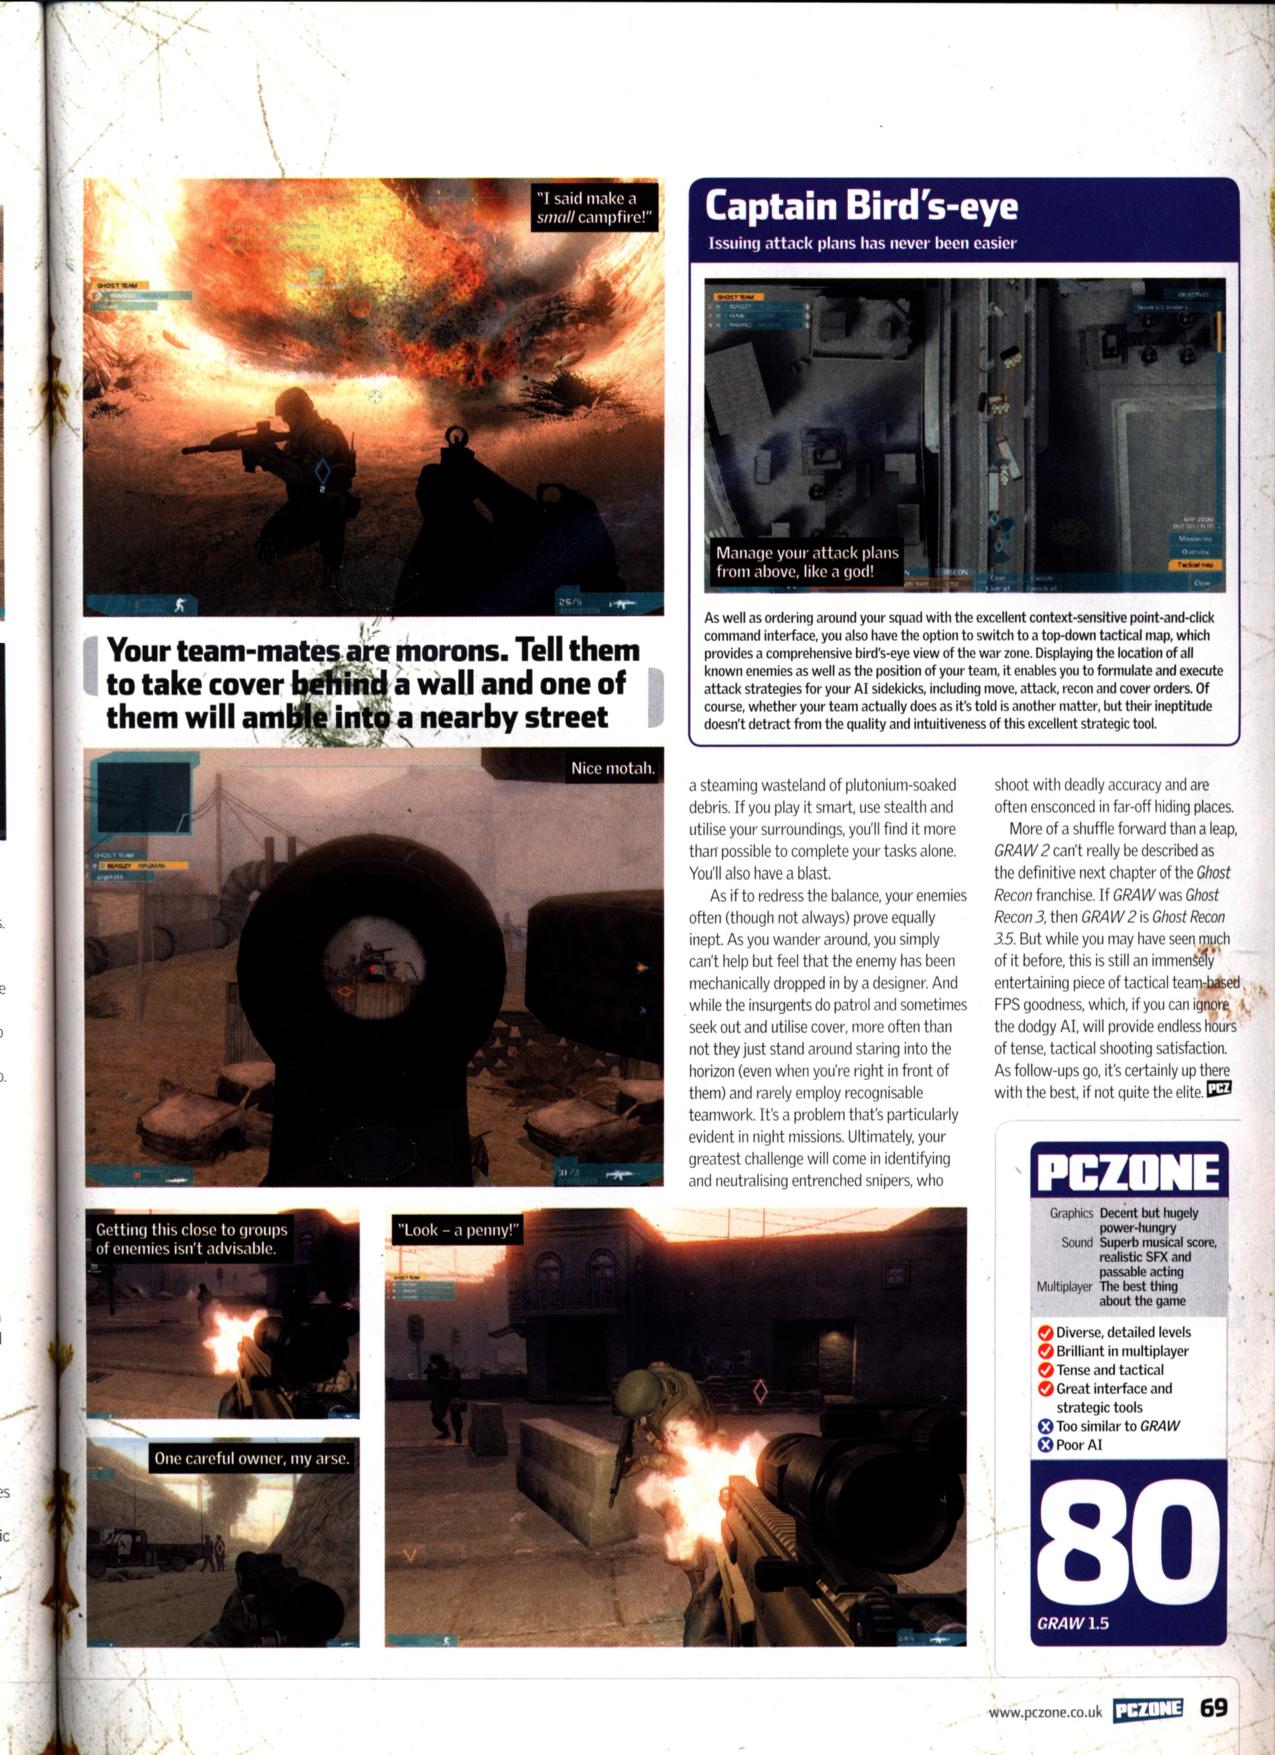 "I said make a
small campfire!"
GHOST TEAM
25/5
Your team-mates are morons. Tell them
to take cover behind a wall and one of
them will amble into a nearby street
Nice motah.
GHOST TEAM
BEASLEY RIFLEMAN
31/3
Getting this close to groups
of enemies isn't advisable.
One careful owner, my arse.
"Look – a penny!"
GHOST TEAM
Captain Bird's-eye
Issuing attack plans has never been easier
GHOST TEAM
BEASLEY
OBJECTIVES
Manage your attack plans
from above, like a god!
RECON
MAP ZOOM
Overview
Tactical map
As well as ordering around your squad with the excellent context-sensitive point-and-click
command interface, you also have the option to switch to a top-down tactical map, which
provides a comprehensive bird's-eye view of the war zone. Displaying the location of all
known enemies as well as the position of your team, it enables you to formulate and execute
attack strategies for your AI sidekicks, including move, attack, recon and cover orders. Of
course, whether your team actually does as it's told is another matter, but their ineptitude
doesn't detract from the quality and intuitiveness of this excellent strategic tool.
a steaming wasteland of plutonium-soaked
debris. If you play it smart, use stealth and
utilise your surroundings, you'll find it more
than possible to complete your tasks alone.
You'll also have a blast.
As if to redress the balance, your enemies
often (though not always) prove equally
inept. As you wander around, you simply
can't help but feel that the enemy has been
mechanically dropped in by a designer. And
while the insurgents do patrol and sometimes
seek out and utilise cover, more often than
not they just stand around staring into the
horizon (even when you're right in front of
them) and rarely employ recognisable
teamwork. It's a problem that's particularly
evident in night missions. Ultimately, your
greatest challenge will come in identifying
and neutralising entrenched snipers, who
shoot with deadly accuracy and are
often ensconced in far-off hiding places.
More of a shuffle forward than a leap,
GRAW 2 can't really be described as
the definitive next chapter of the Ghost
Recon franchise. If GRAW was Ghost
Recon 3, then GRAW 2 is Ghost Recon
3.5. But while you may have seen much
of it before, this is still an immensely
entertaining piece of tactical team-based
FPS goodness, which, if you can ignore
the dodgy AI, will provide endless hours
of tense, tactical shooting satisfaction.
As follow-ups go, it's certainly up there
with the best, if not quite the elite. PCZ
PCZONE
Graphics Decent but hugely
power-hungry
Sound Superb musical score,
realistic SFX and
passable acting
Multiplayer The best thing
about the game
Diverse, detailed levels
Brilliant in multiplayer
Tense and tactical
Great interface and
strategic tools
Too similar to GRAW
Poor AI
80
GRAW 1.5
www.pczone.co.uk PCZONE 69